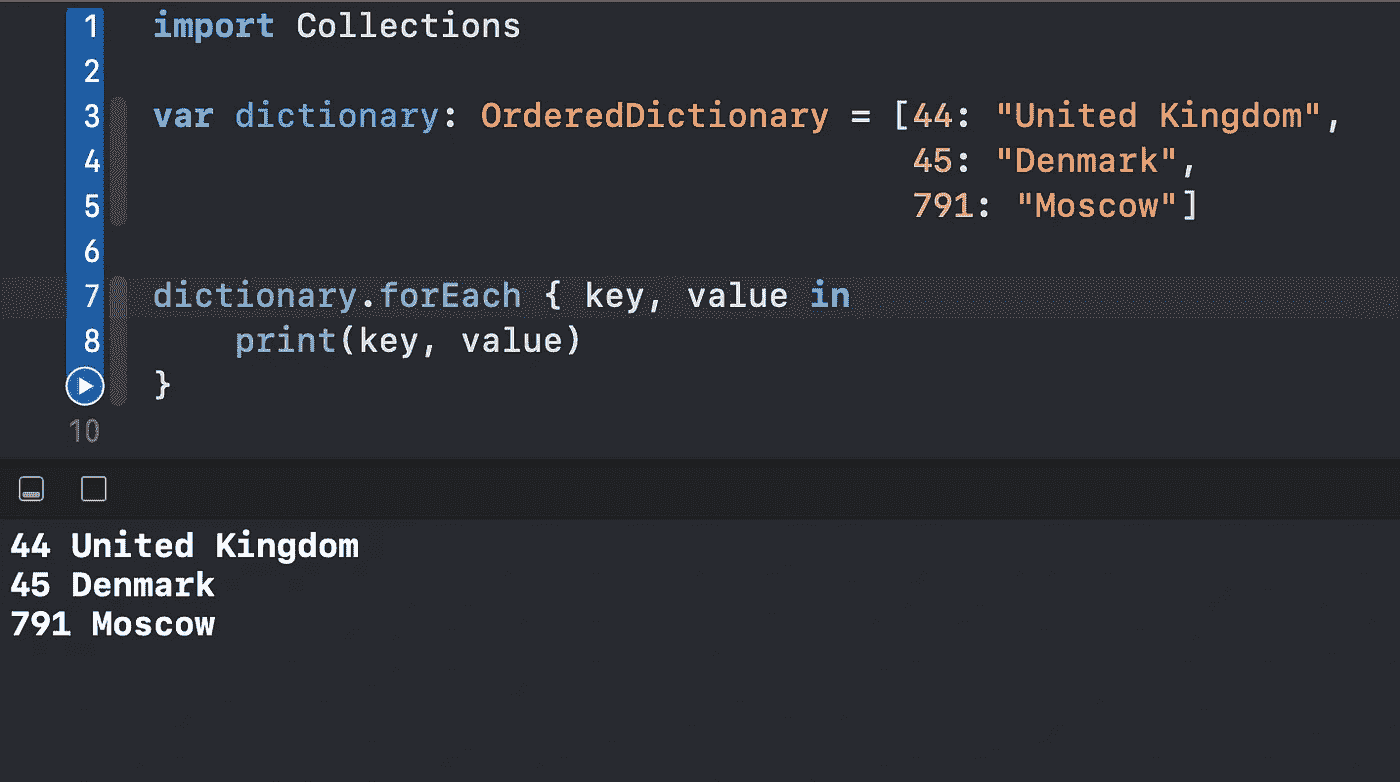 1 import Collections
2
3 var dictionary: OrderedDictionary = [44: "United Kingdom",
4 45: "Denmark",
5 791: "Moscow"]
6
7 dictionary.forEach { key, value in
8 print(key, value)
}
10
44 United Kingdom
45 Denmark
791 Moscow